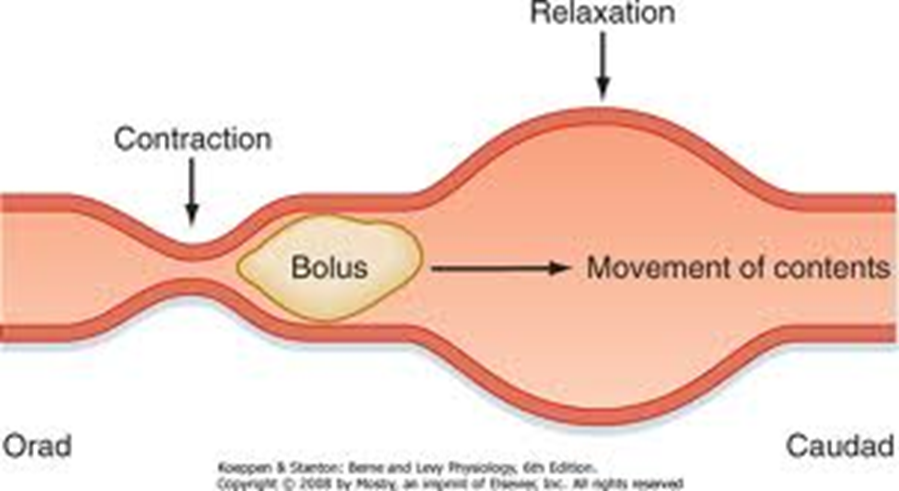 Relaxation
Contraction
Bolus
Movement of contents
Orad
Caudad
Koeppen & Stanton: Berne and Levy Physiology, 6th Edition.
Copyright © 2008 by Mosby, an imprint of Elsevier, Inc. All rights reserved